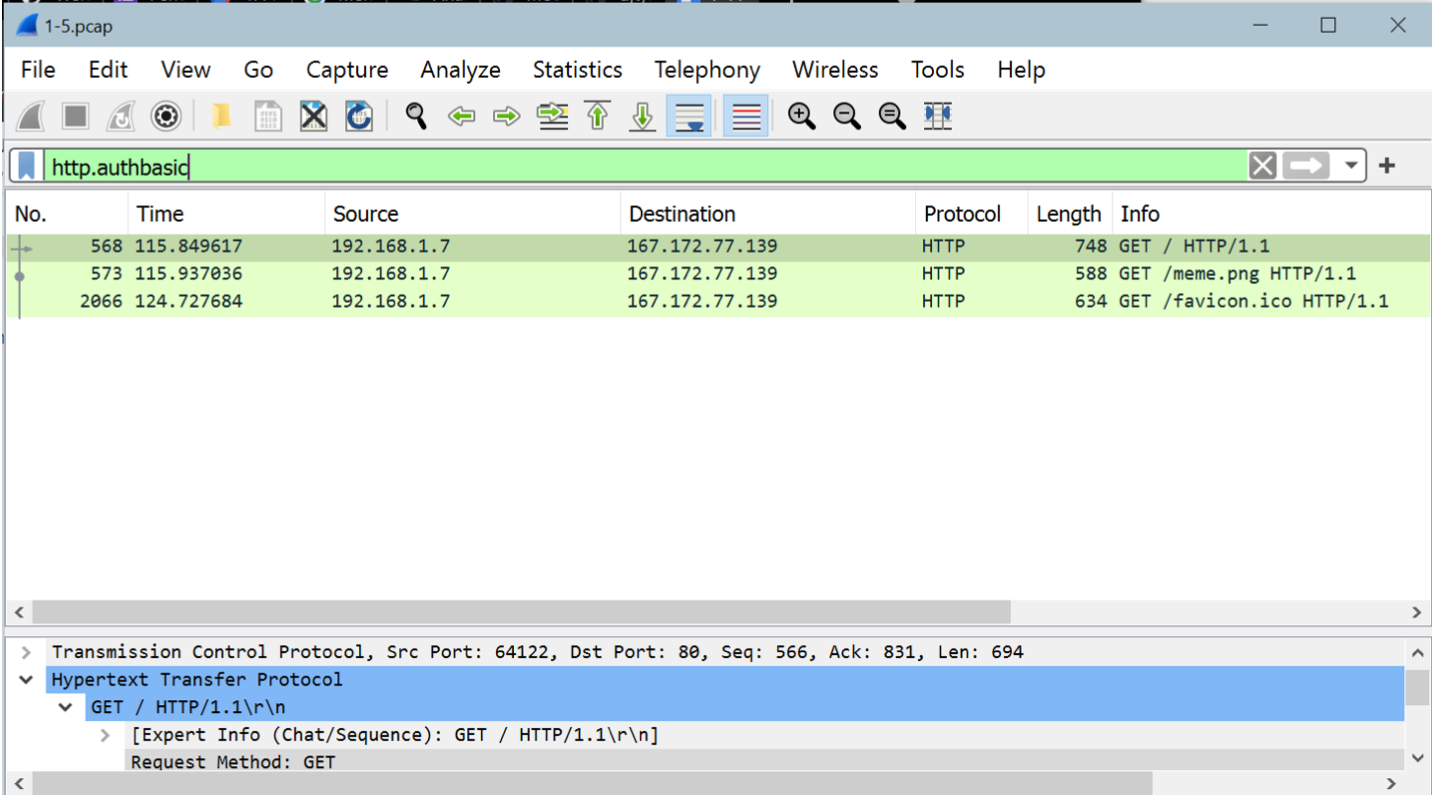 1-5.pcap
File Edit View Go Capture Analyze Statistics Telephony Wireless Tools Help
http.authbasic
No. Time Source Destination Protocol Length Info
568 115.849617 192.168.1.7 167.172.77.139 HTTP 748 GET / HTTP/1.1
573 115.937036 192.168.1.7 167.172.77.139 HTTP 588 GET /meme.png HTTP/1.1
2066 124.727684 192.168.1.7 167.172.77.139 HTTP 634 GET /favicon.ico HTTP/1.1
Transmission Control Protocol, Src Port: 64122, Dst Port: 80, Seq: 566, Ack: 831, Len: 694
Hypertext Transfer Protocol
GET / HTTP/1.1\r\n
[Expert Info (Chat/Sequence): GET / HTTP/1.1\r\n]
Request Method: GET